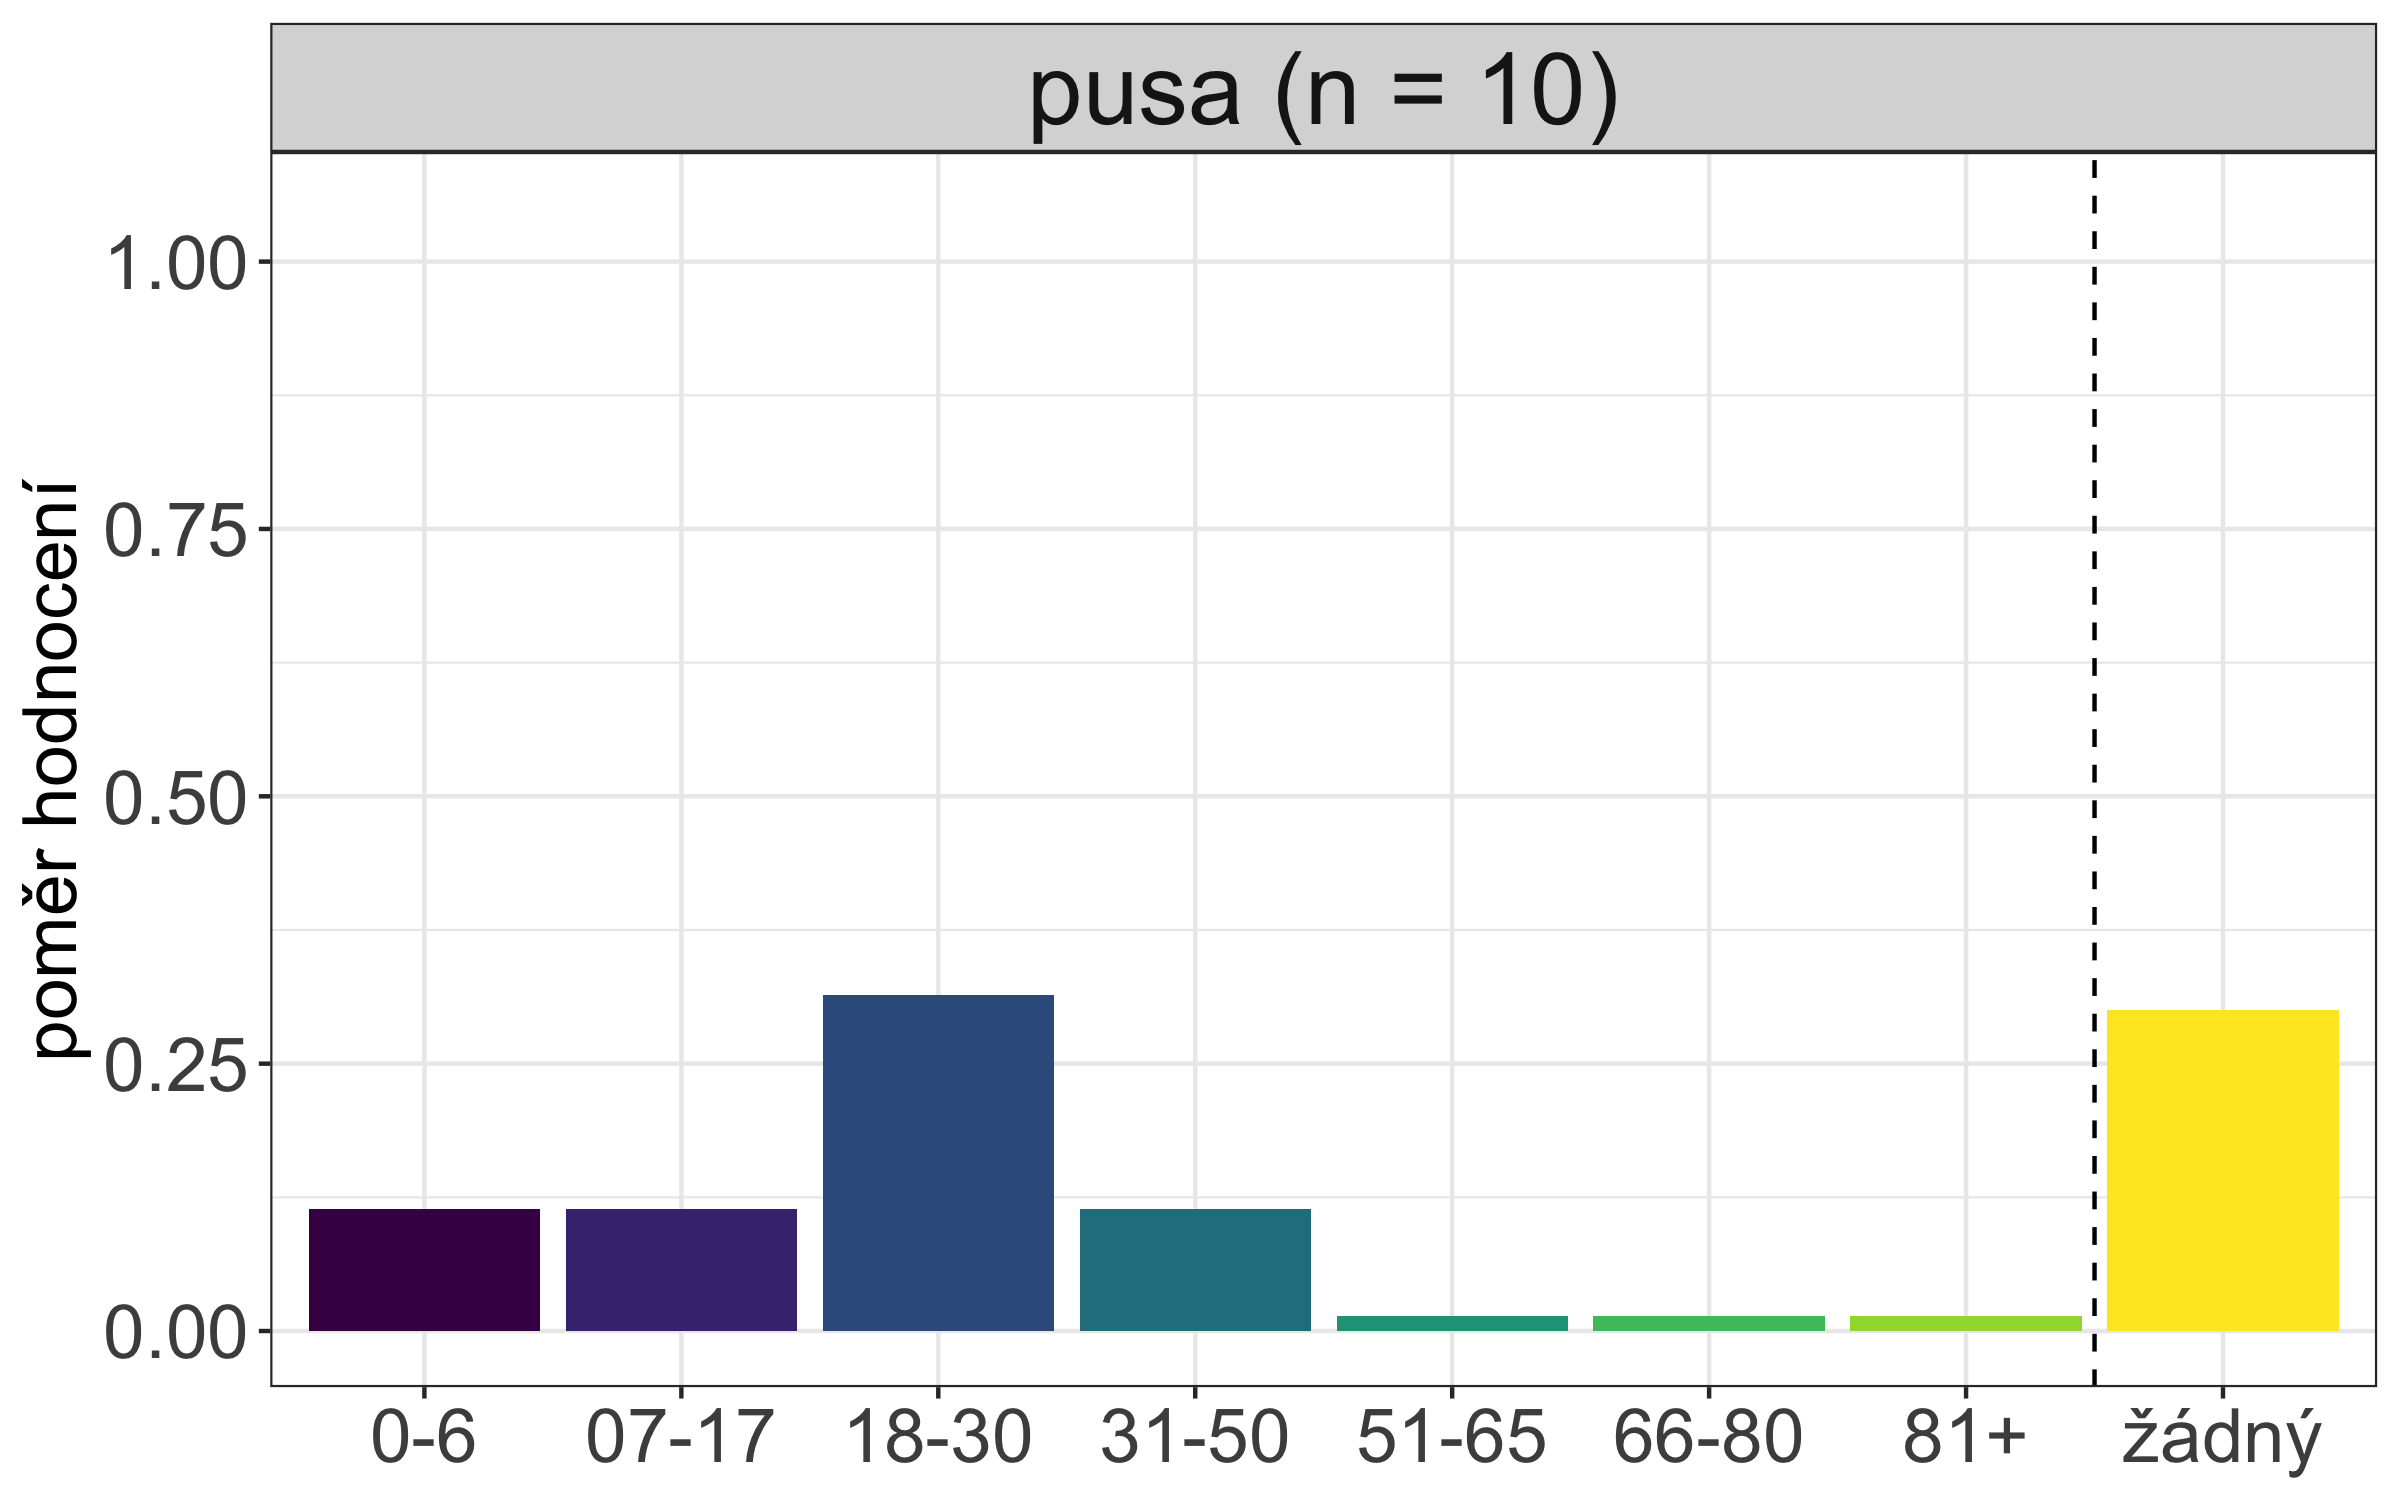 pusa (n = 10)
poměr hodnocení
1.00
0.75
0.50
0.25
0.00
0-6 07-17 18-30 31-50 51-65 66-80 81+ žádný